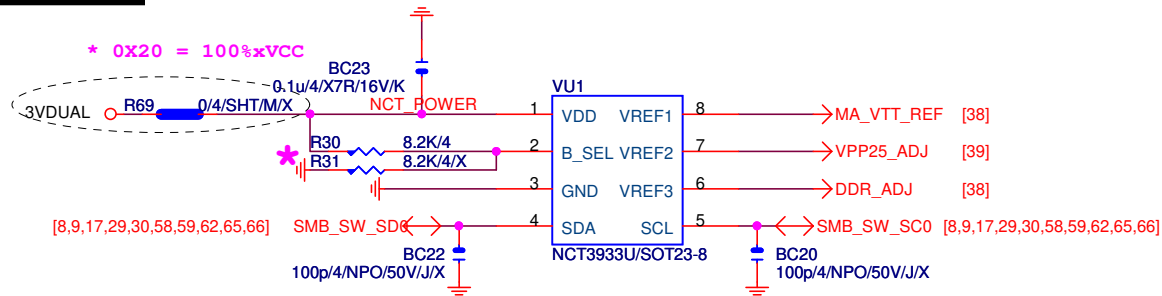 * 0X20 = 100%xVCC
BC23
0.1u/4/X7R/16V/K
VU1
3VDUAL R69 0/4/SHT/M/X NCT_POWER 1 VDD VREF1 8 MA_VTT_REF [38]
R30 8.2K/4 2 B_SEL VREF2 7 VPP25_ADJ [39]
* R31 8.2K/4/X
3 GND VREF3 6 DDR_ADJ [38]
[8,9,17,29,30,58,59,62,65,66] SMB_SW_SD0 4 SDA SCL 5 SMB_SW_SC0 [8,9,17,29,30,58,59,62,65,66]
BC22 NCT3933U/SOT23-8 BC20
100p/4/NPO/50V/J/X 100p/4/NPO/50V/J/X